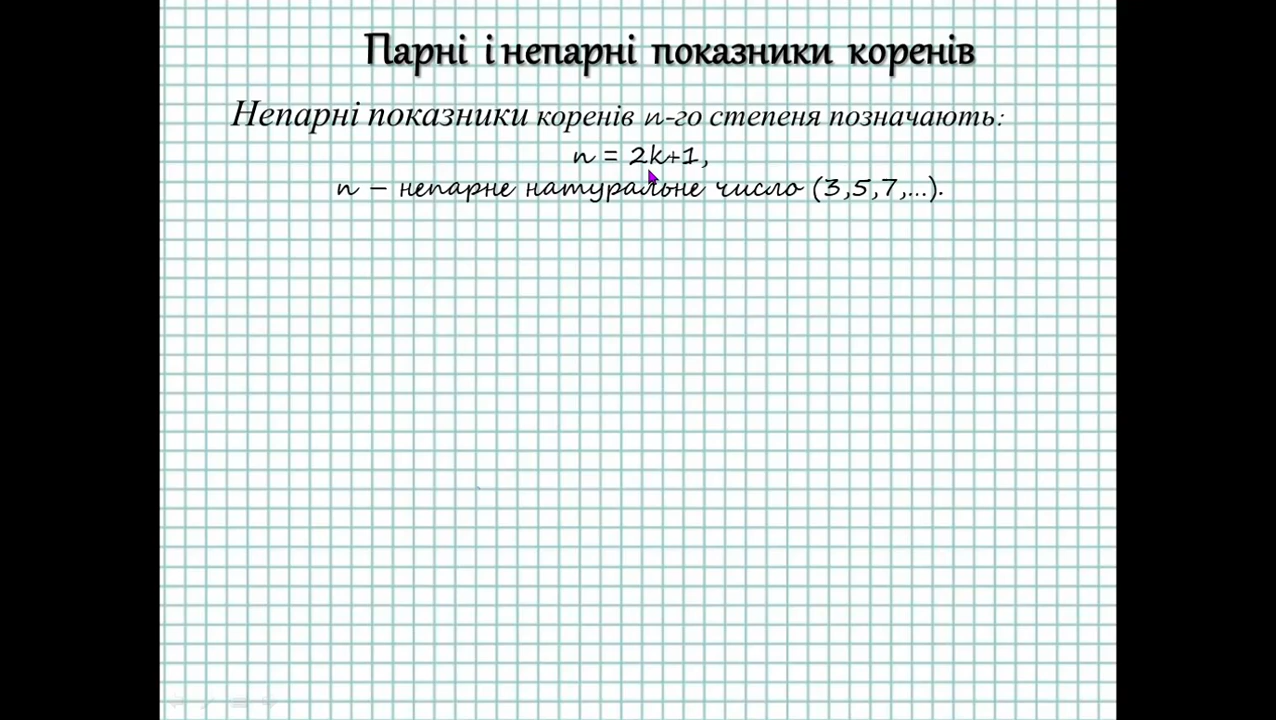 Парні і непарні показники коренів
Непарні показники коренів n-го степеня позначають:
n = 2k+1,
n – непарне натуральне число (3,5,7,...).